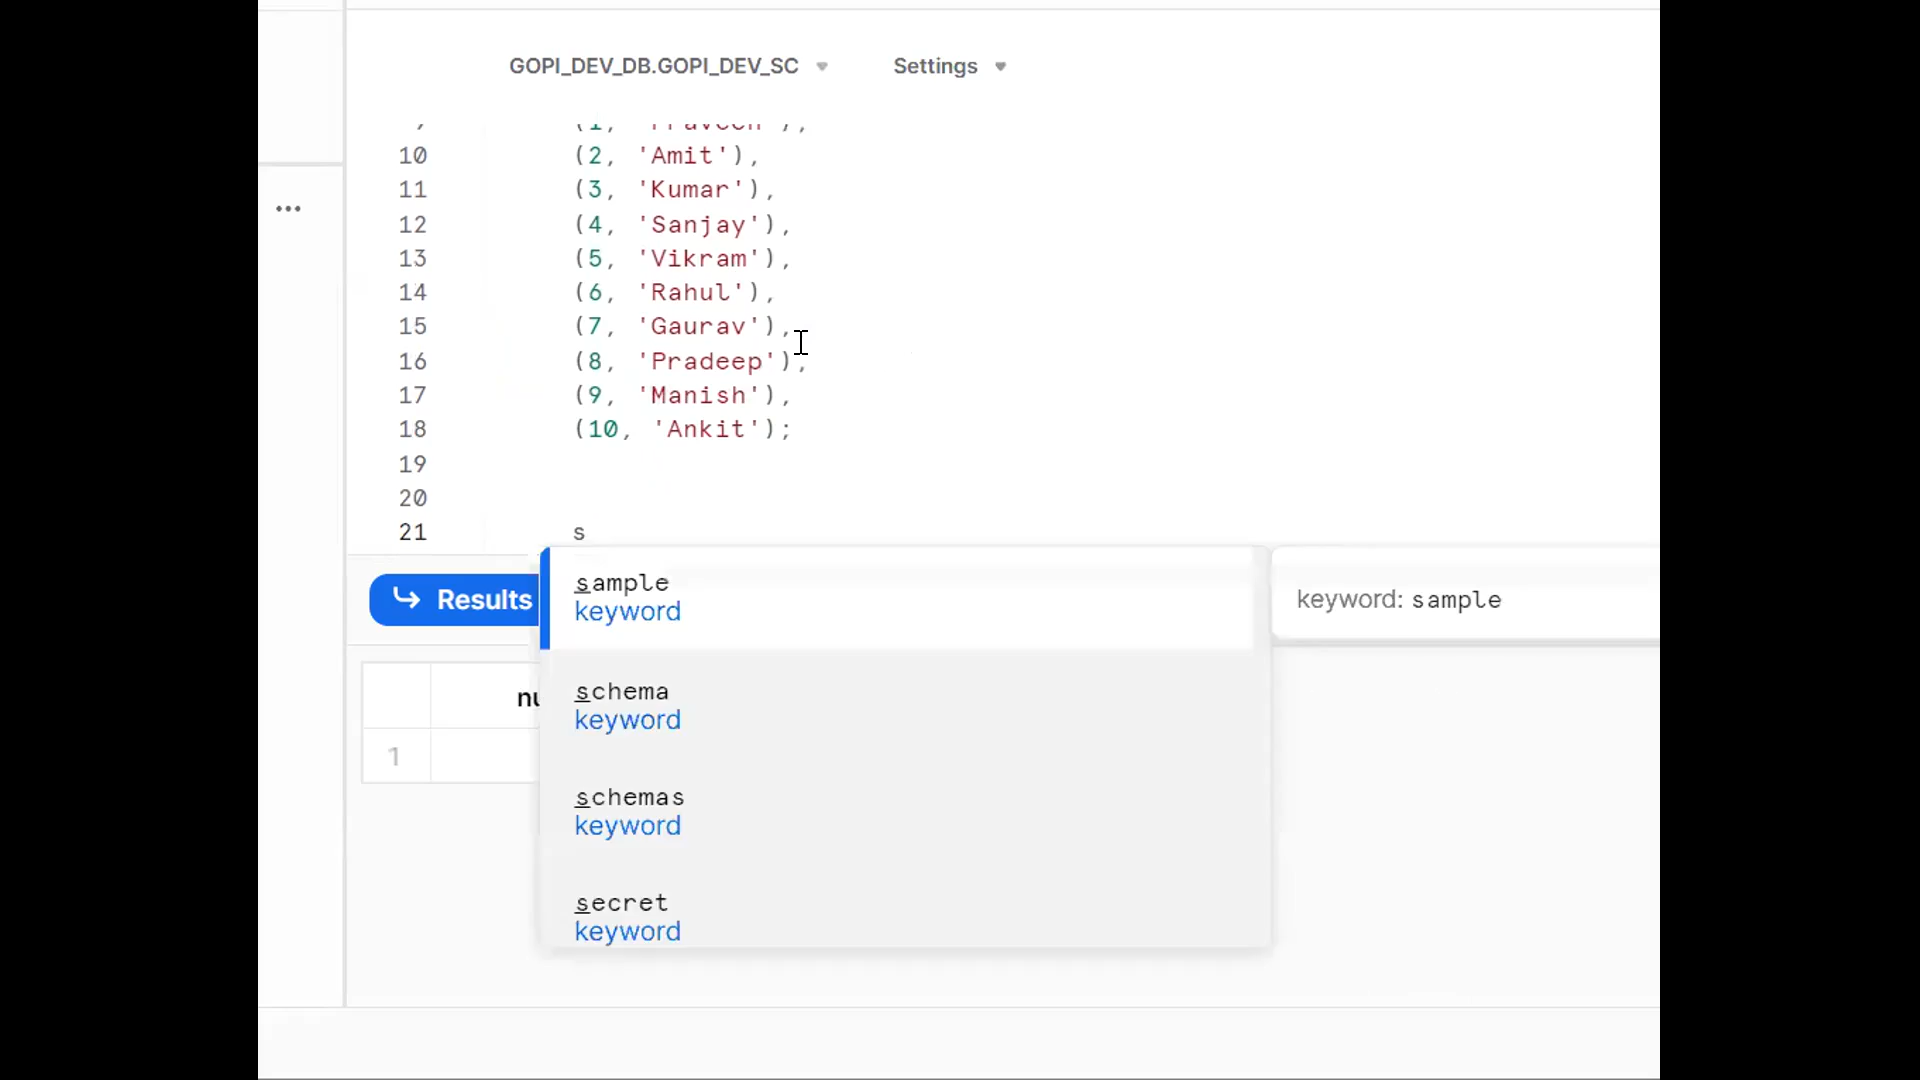 GOPI_DEV_DB.GOPI_DEV_SC Settings
10 (2, 'Amit'),
11 (3, 'Kumar'),
12 (4, 'Sanjay'),
13 (5, 'Vikram'),
14 (6, 'Rahul'),
15 (7, 'Gaurav'),
16 (8, 'Pradeep'),
17 (9, 'Manish'),
18 (10, 'Ankit');
19
20
21 s
Results
sample
keyword
keyword: sample
schema
keyword
schemas
keyword
secret
keyword
nu
1